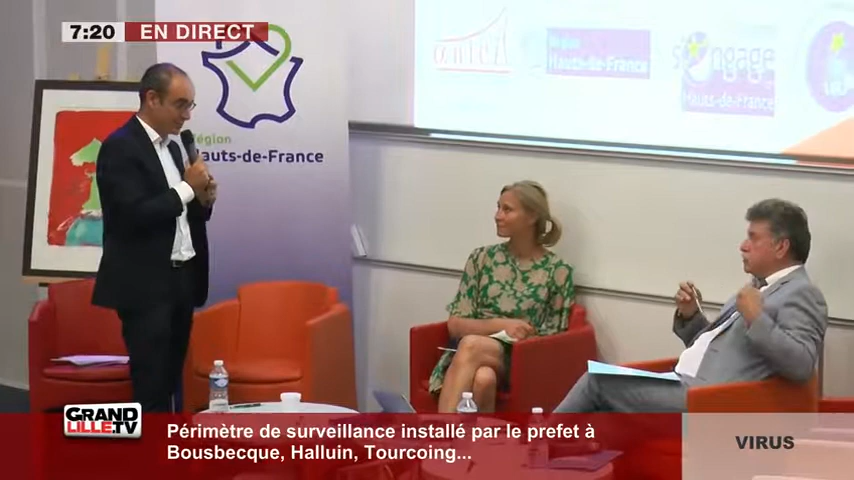 7:20 EN DIRECT
Région
Hauts-de-France
Région
Hauts-de-France
s'engage
Hauts-de-France
GRAND
LILLE.TV
Périmètre de surveillance installé par le prefet à
Bousbecque, Halluin, Tourcoing...
VIRUS